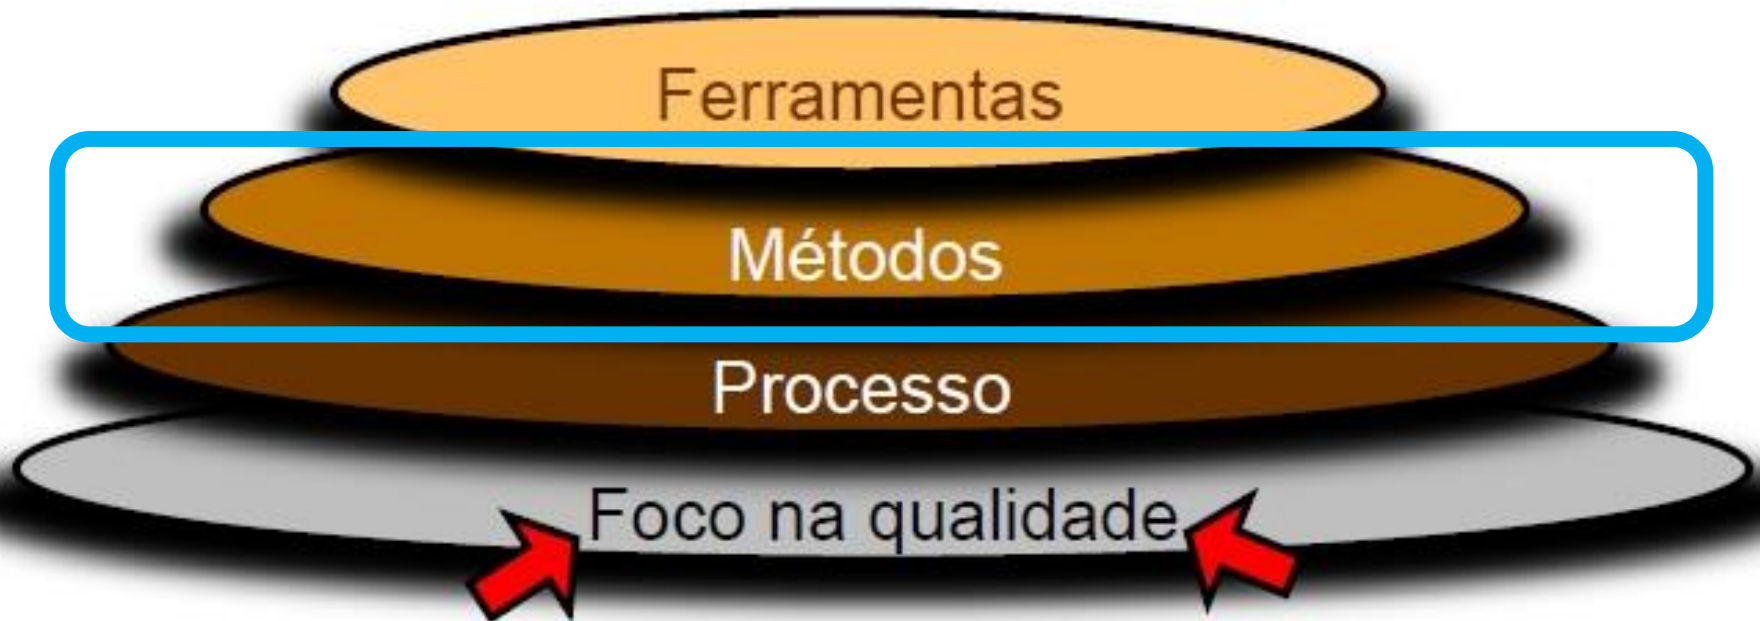 Ferramentas
Métodos
Processo
Foco na qualidade